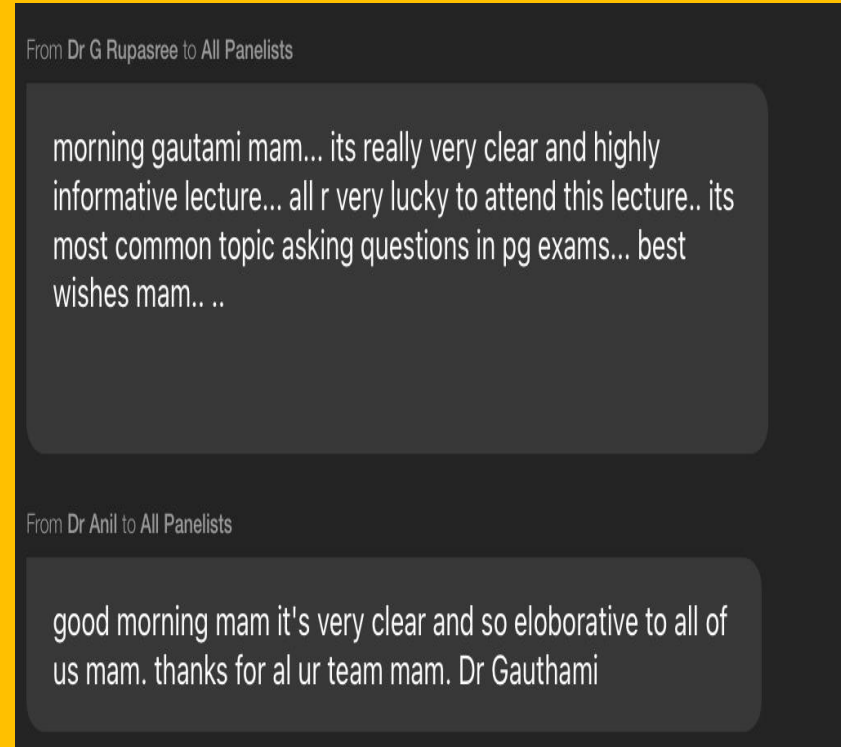 From Dr G Rupasree to All Panelists
morning gautami mam... its really very clear and highly
informative lecture... all r very lucky to attend this lecture.. its
most common topic asking questions in pg exams... best
wishes mam.. ..
From Dr Anil to All Panelists
good morning mam it's very clear and so eloborative to all of
us mam. thanks for al ur team mam. Dr Gauthami